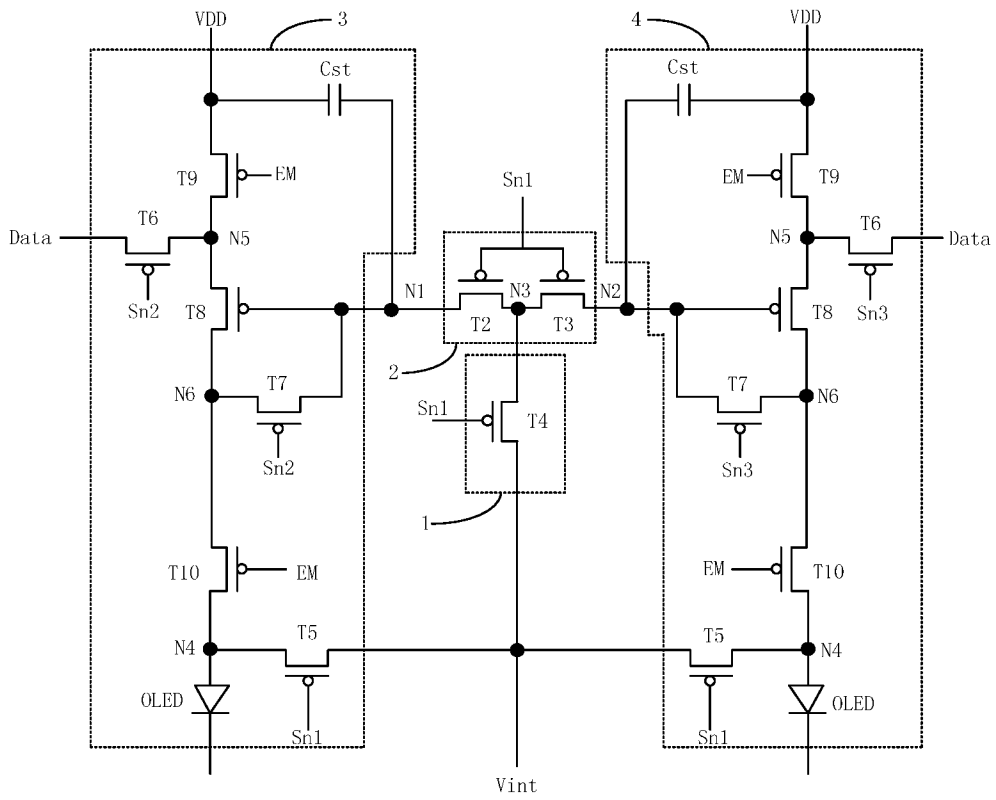 VDD 3 4 VDD
Cst Cst
T9 EM Sn1 EM T9
T6 T6
Data N5 N5 Data
Sn2 T8 N1 N3 N2 T8 Sn3
T2 T3
2
N6 T7 T7 N6
Sn1 T4
Sn2 Sn3
1
T10 EM EM T10
T5 T5
N4 N4
OLED OLED
Sn1 Sn1
Vint